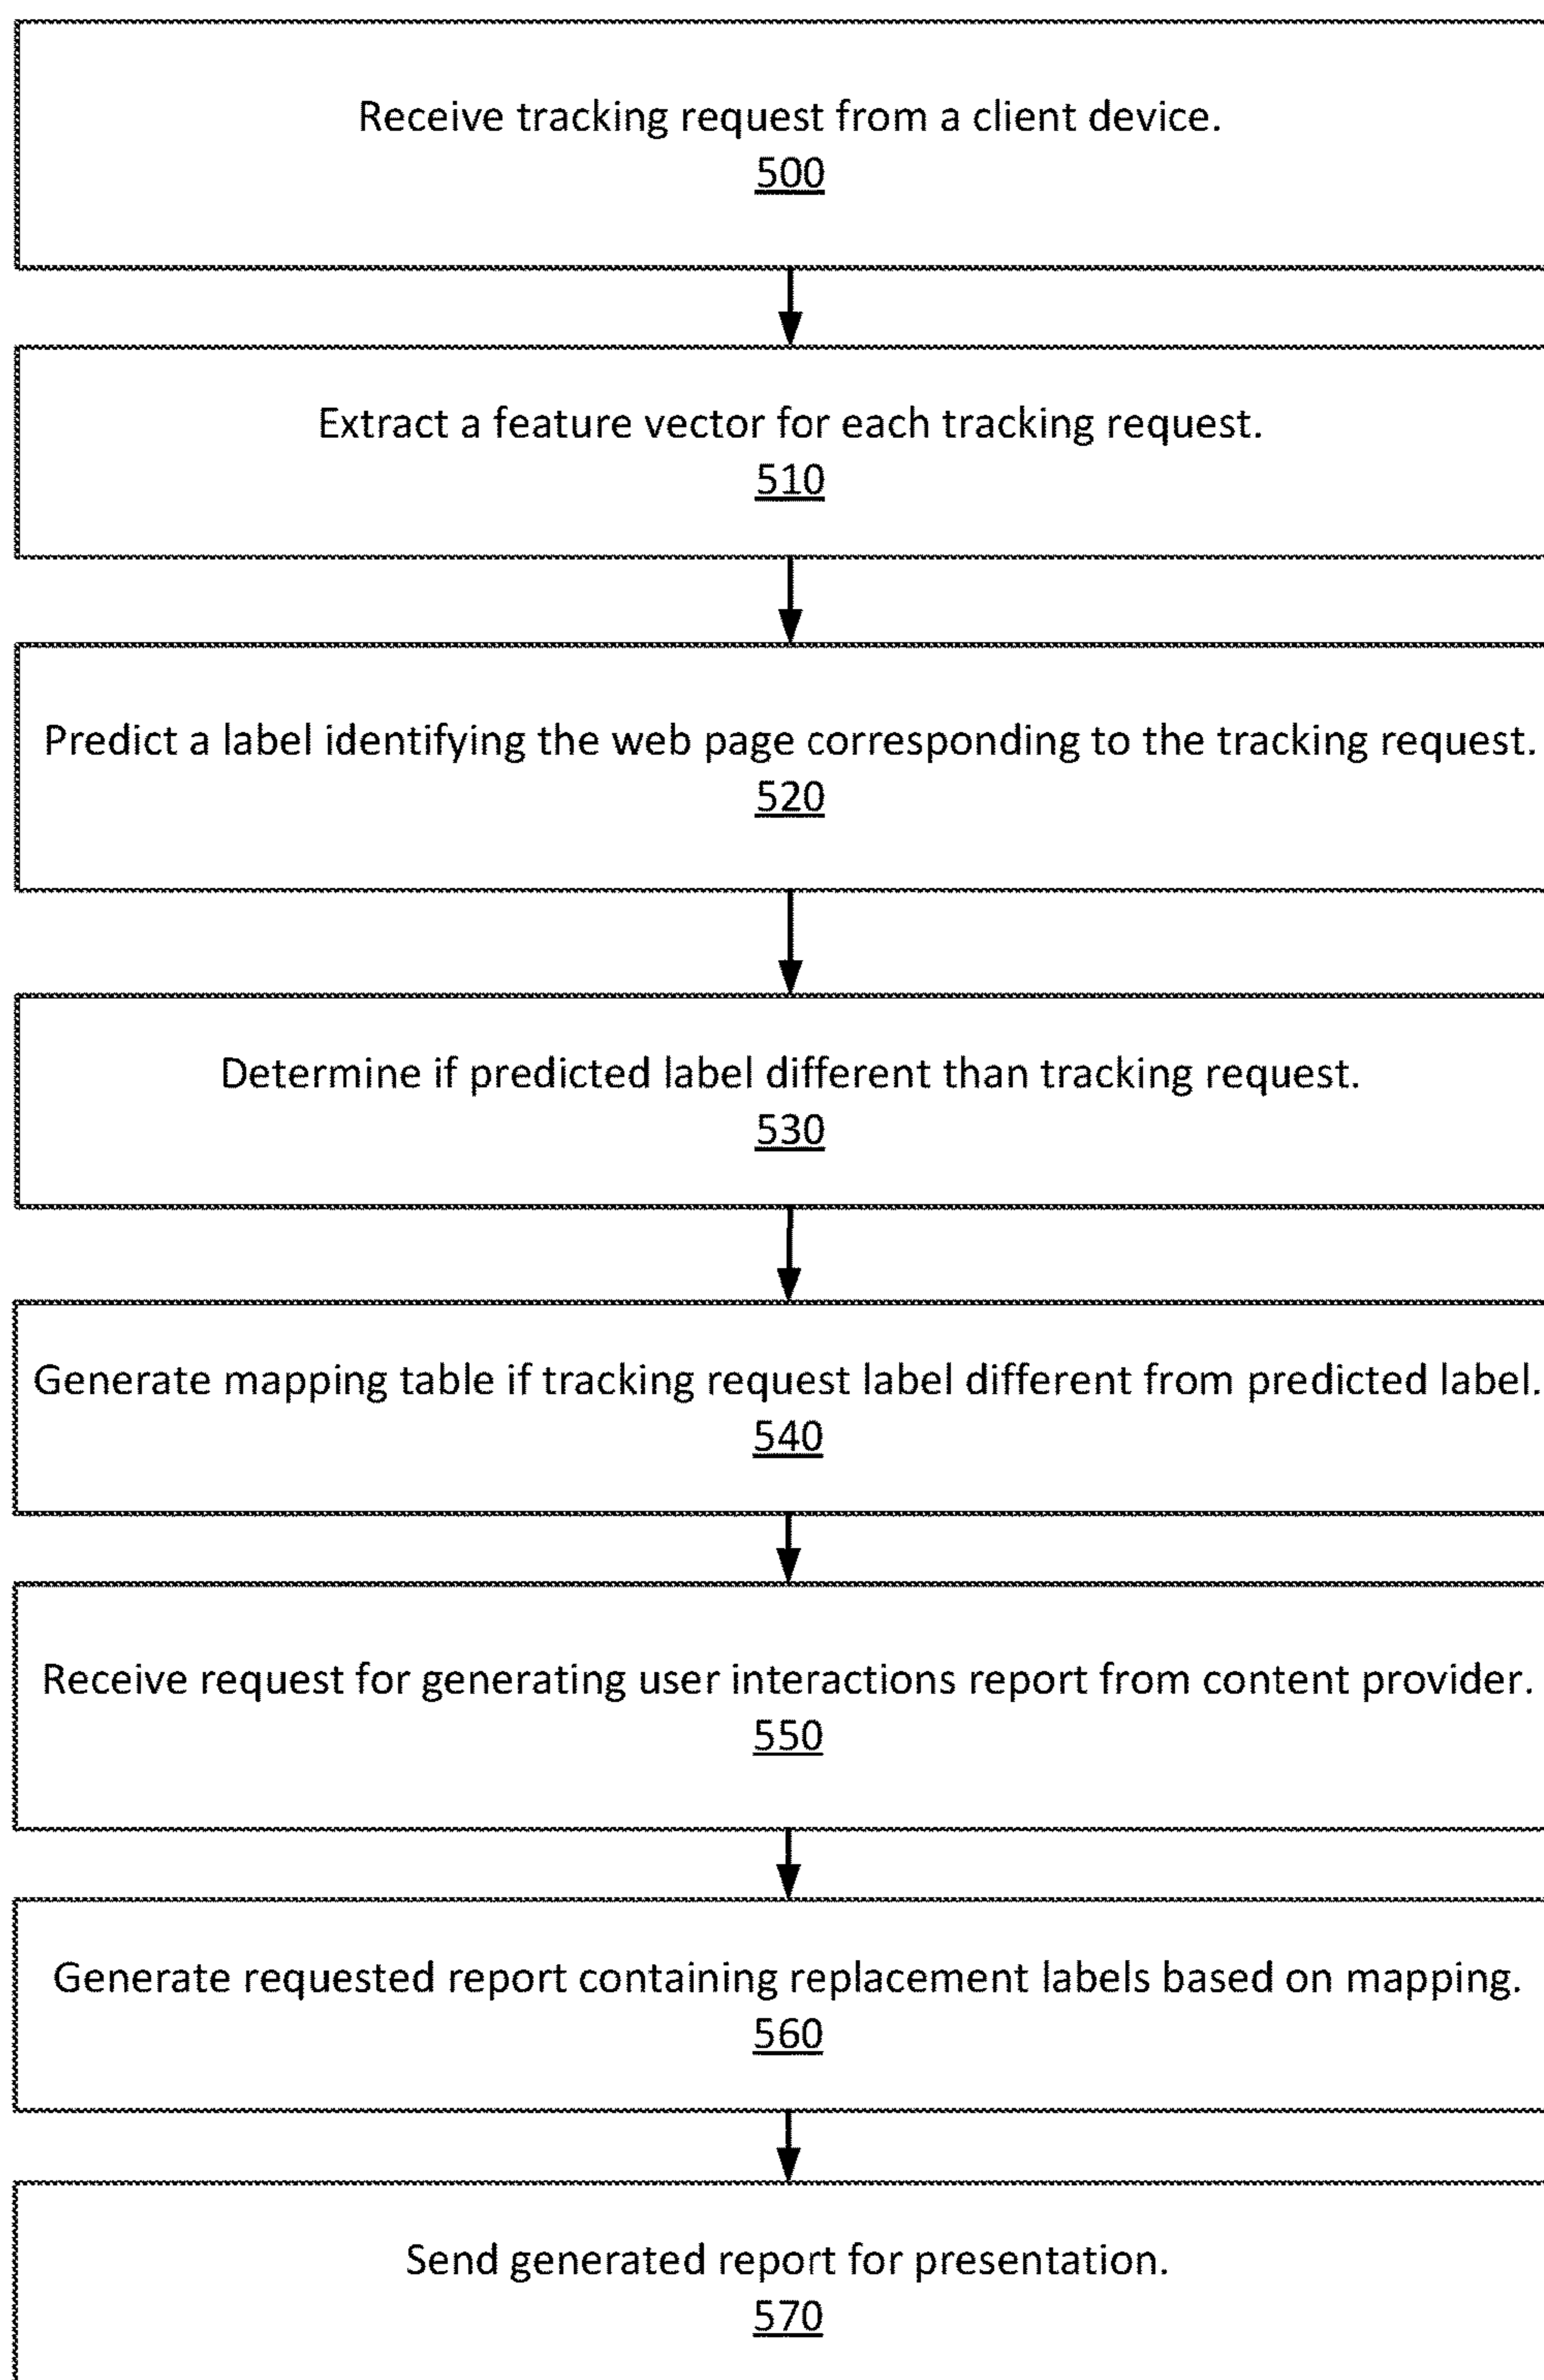 Receive tracking request from a client device.
500
Extract a feature vector for each tracking request.
510
Predict a label identifying the web page corresponding to the tracking request.
520
Determine if predicted label different than tracking request.
530
Generate mapping table if tracking request label different from predicted label.
540
Receive request for generating user interactions report from content provider.
550
Generate requested report containing replacement labels based on mapping.
560
Send generated report for presentation.
570